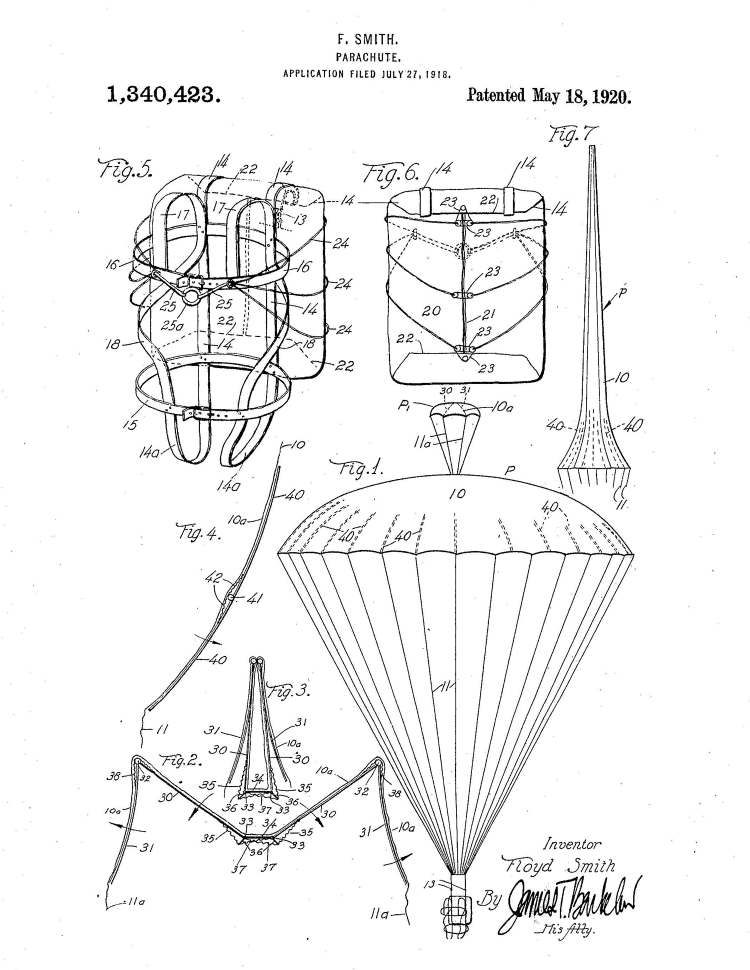 F. SMITH.
PARACHUTE.
APPLICATION FILED JULY 27, 1918.
1,340,423.
Patented May 18, 1920.
Fig. 7
Fig. 5.
14
22
14
Fig. 6.
14
14
17
17
13
14
23
22
14
23
23
24
16
16
24
25
25
23
25a
14
20
21
P
22
24
18
14
18
23
22
22
23
10
15
30
31
P1
10a
40
40
14a
11a
14a
10
Fig. 1.
P
11
40
10
40
10a
Fig. 4.
40
40
42
41
40
11
Fig. 3.
11
31
31
10a
30
30
Fig. 2.
34
10a
38
32
35
35
32
38
30
36
33
37
33
36
30
10a
33
34
31
10a
35
35
31
36
33
37
37
11a
11a
13
Inventor
Floyd Smith
By
James T. Barkelew
His Atty.